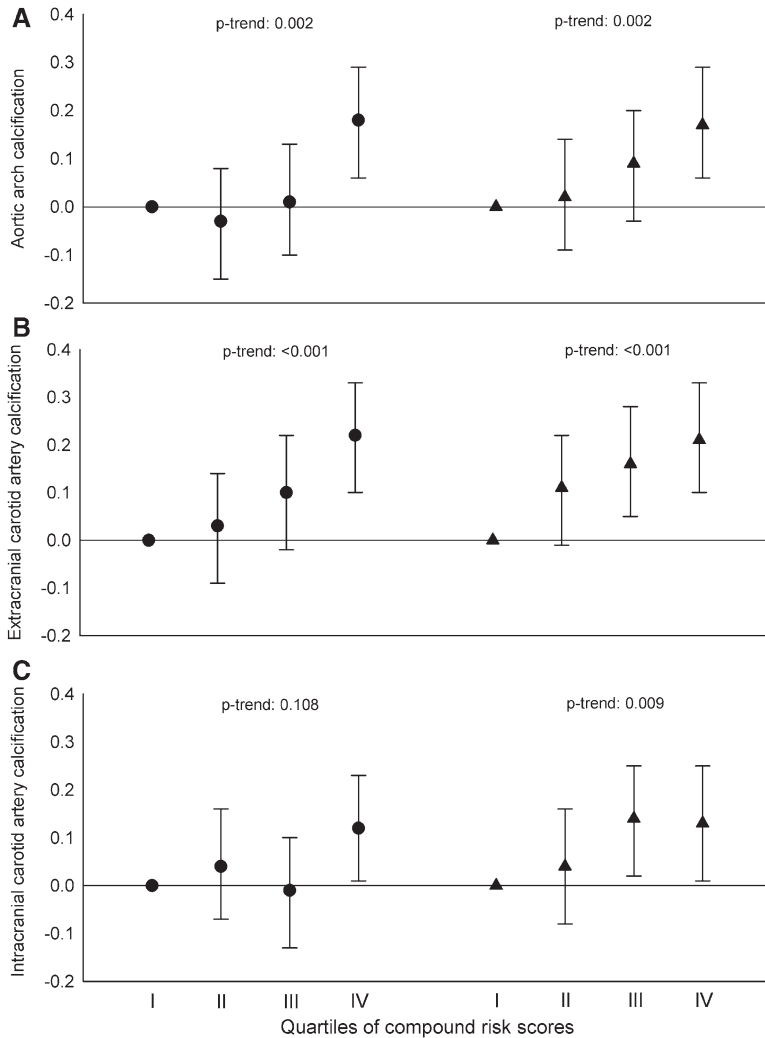 A
p-trend: 0.002
p-trend: 0.002
Aortic arch calcification
0.4
0.3
0.2
0.1
0.0
-0.1
-0.2
B
p-trend: <0.001
p-trend: <0.001
Extracranial carotid artery calcification
0.4
0.3
0.2
0.1
0.0
-0.1
-0.2
C
p-trend: 0.108
p-trend: 0.009
Intracranial carotid artery calcification
0.4
0.3
0.2
0.1
0.0
-0.1
-0.2
I II III IV I II III IV
Quartiles of compound risk scores